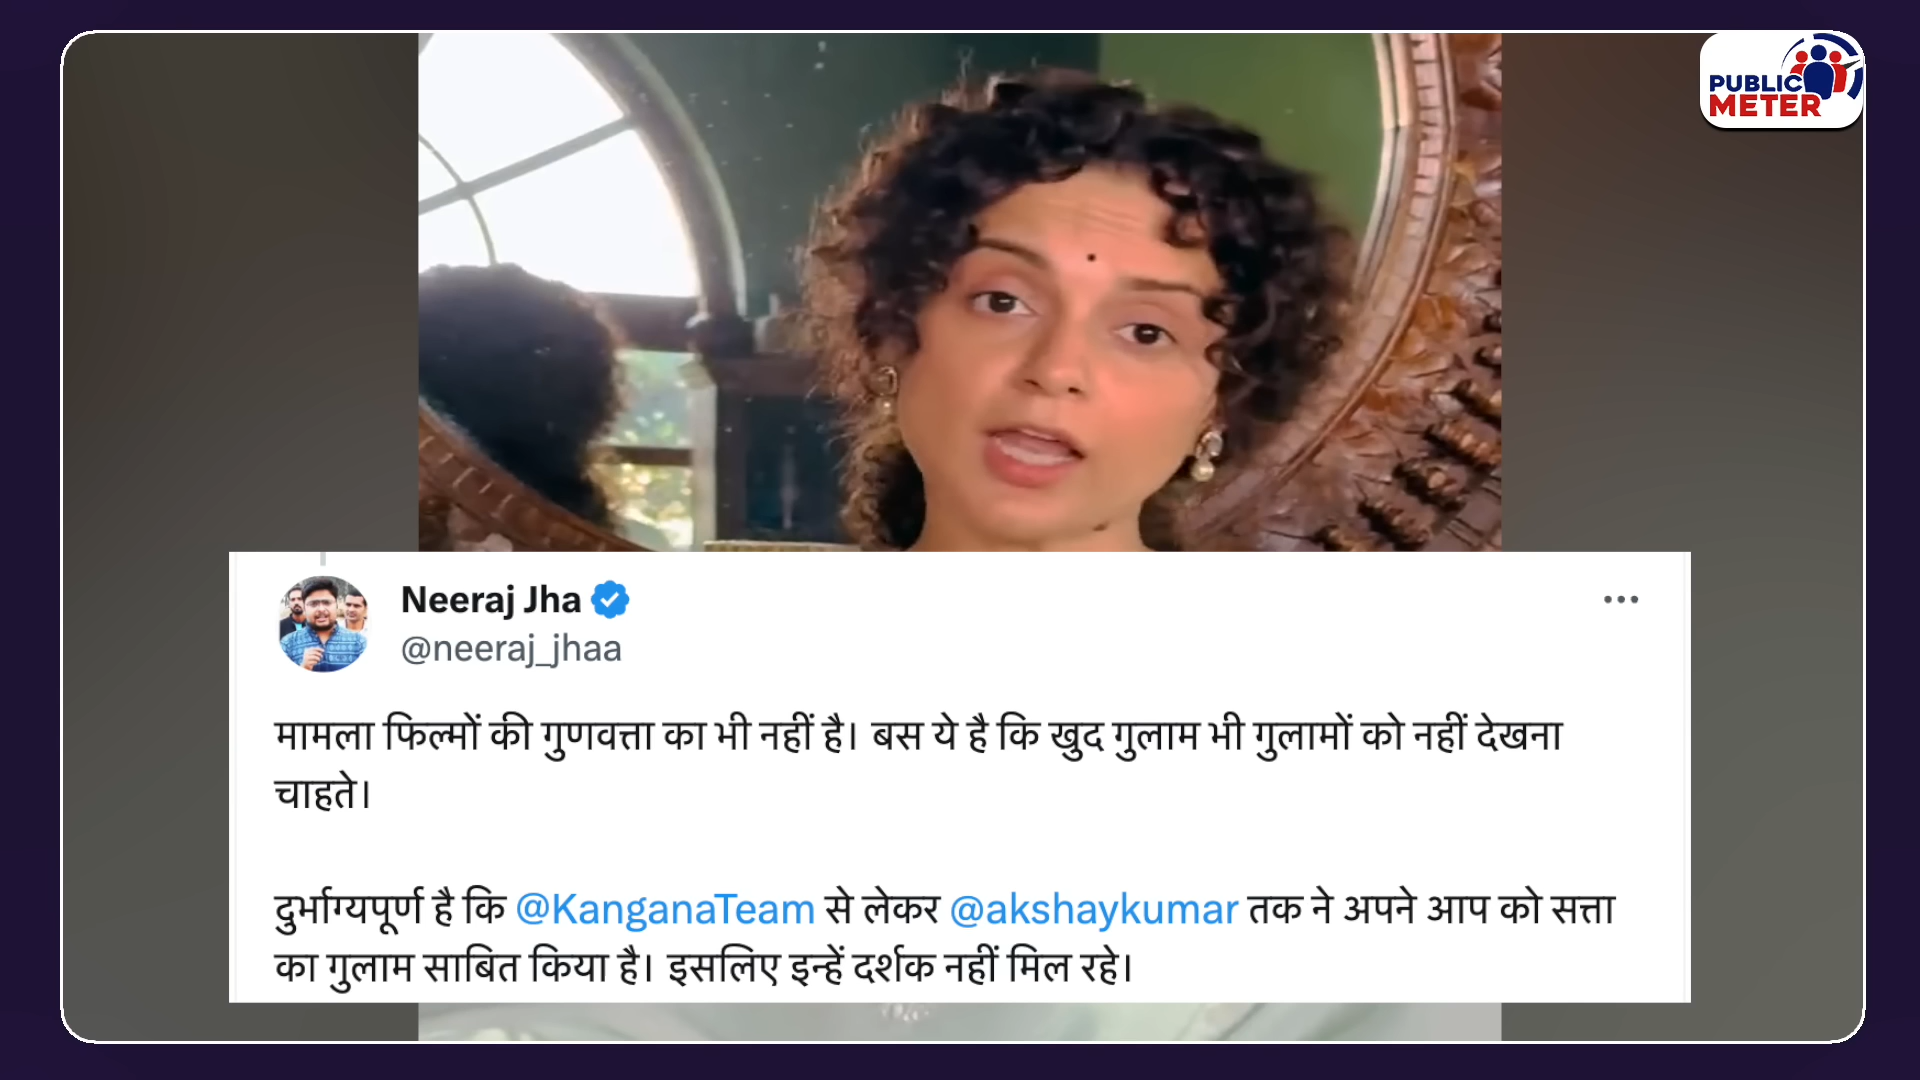 PUBLIC
METER
Neeraj Jha
@neeraj_jhaa
मामला फिल्मों की गुणवत्ता का भी नहीं है। बस ये है कि खुद गुलाम भी गुलामों को नहीं देखना
चाहते।
दुर्भाग्यपूर्ण है कि @KanganaTeam से लेकर @akshaykumar तक ने अपने आप को सत्ता
का गुलाम साबित किया है। इसलिए इन्हें दर्शक नहीं मिल रहे।